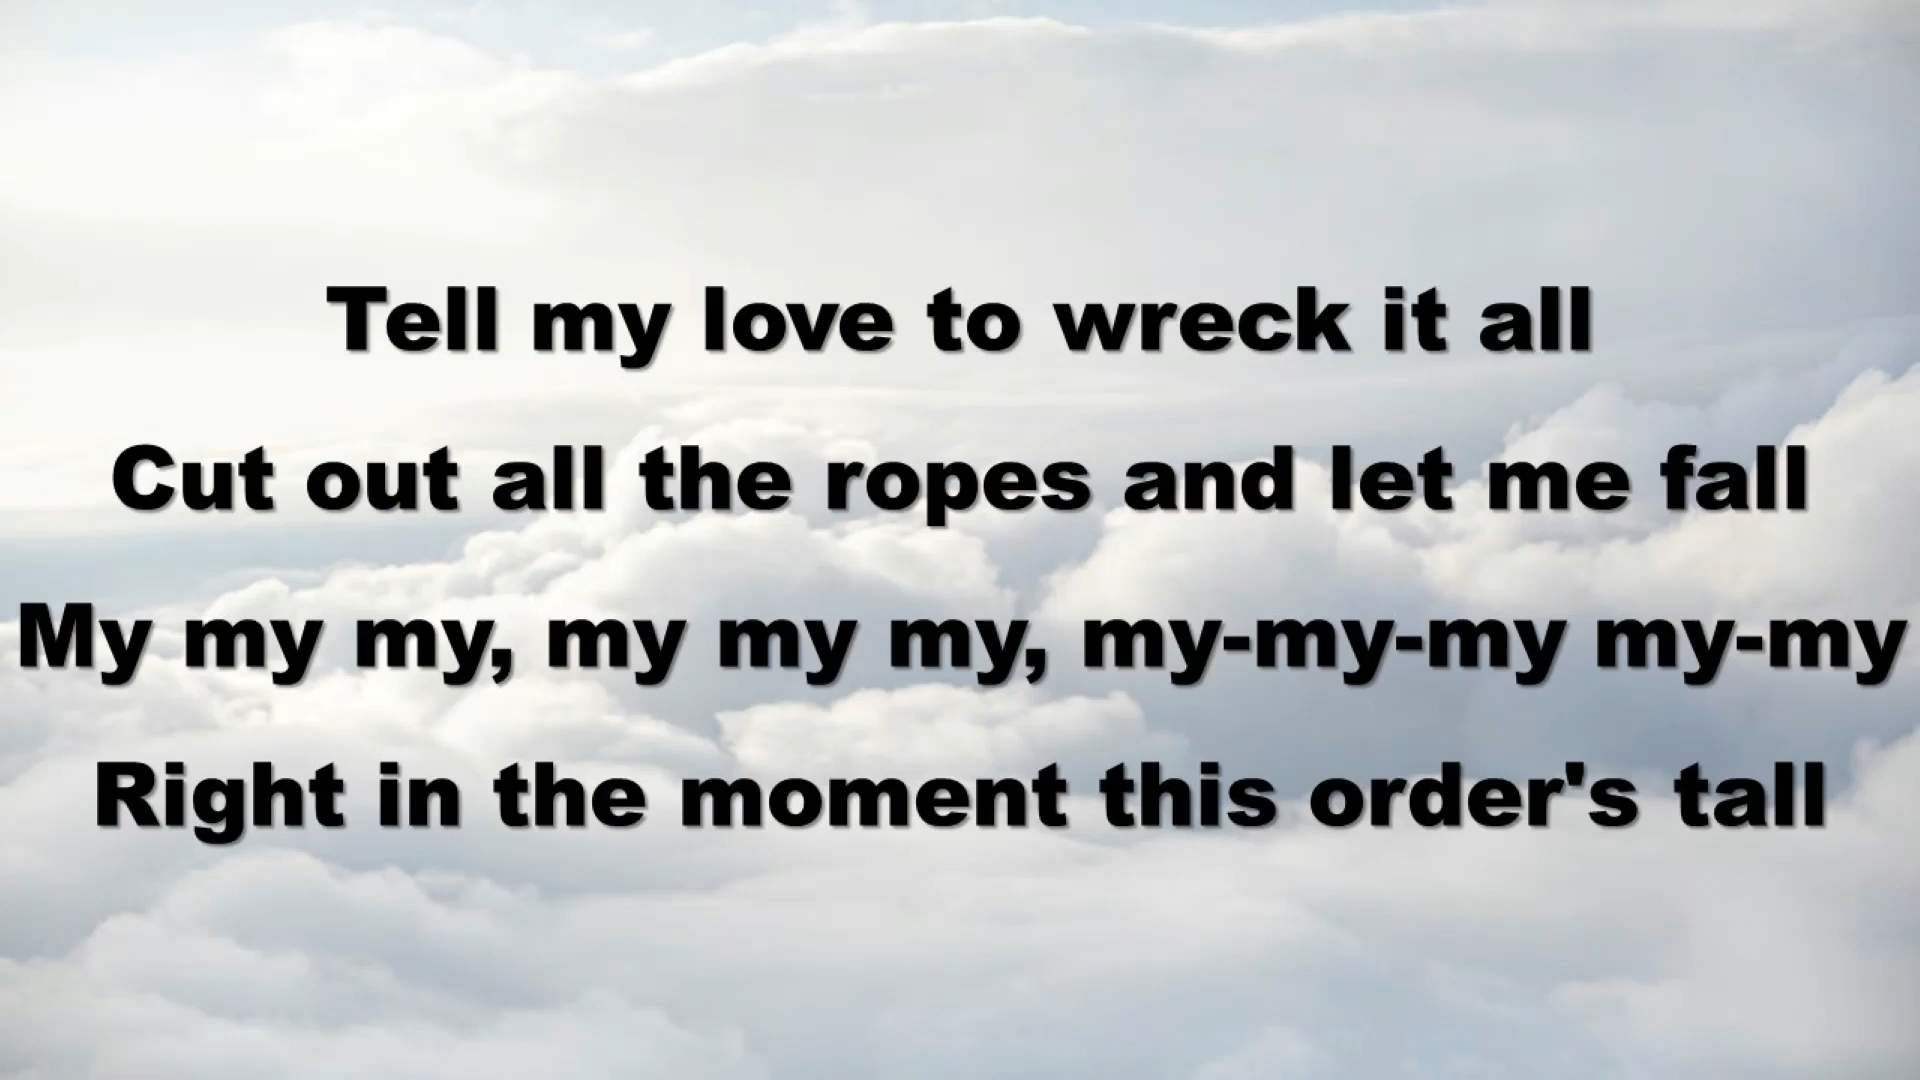 Tell my love to wreck it all
Cut out all the ropes and let me fall
My my my, my my my, my-my-my my-my
Right in the moment this order's tall